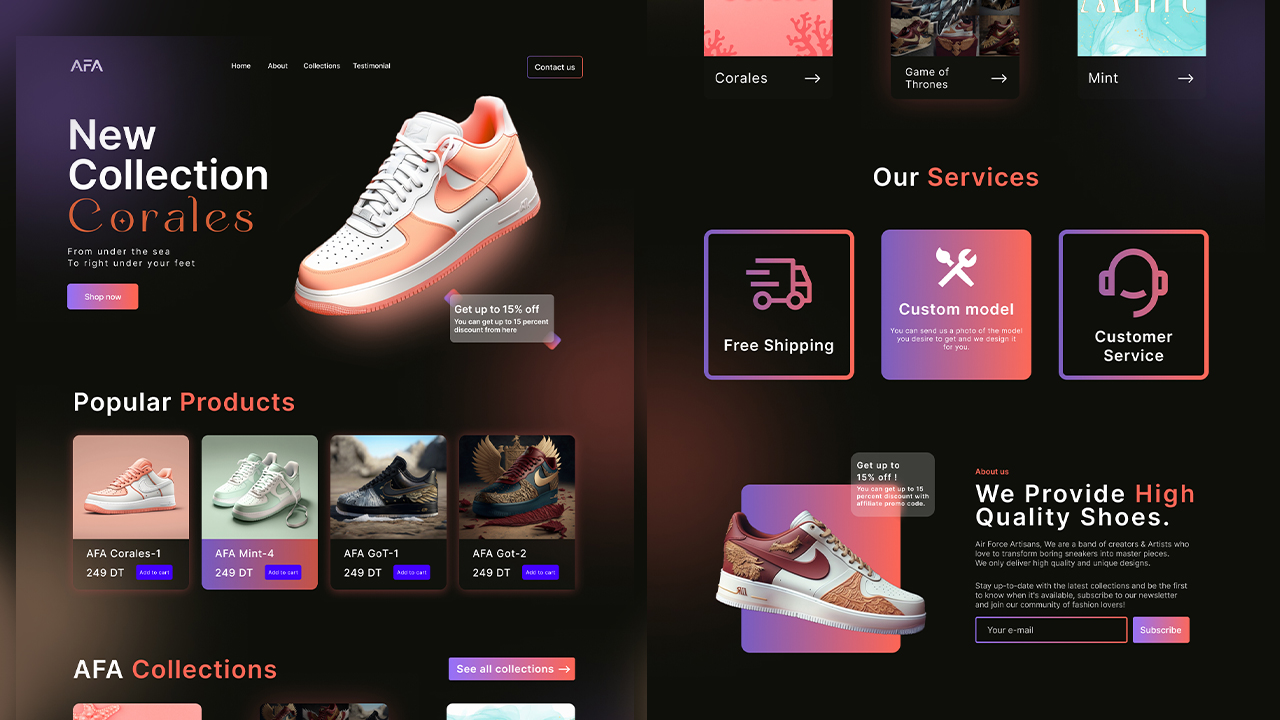 AFA
Home About Collections Testimonial
Contact us
New
Collection
Corales
From under the sea
To right under your feet
Shop now
Get up to 15% off
You can get up to 15 percent
discount from here
Popular Products
AFA Corales-1
249 DT
Add to cart
AFA Mint-4
249 DT
Add to cart
AFA GoT-1
249 DT
Add to cart
AFA Got-2
249 DT
Add to cart
AFA Collections
See all collections →
Corales →
Game of
Thrones →
Mint →
Our Services
Free Shipping
Custom model
You can send us a photo of the model
you desire to get and we design it
for you.
Customer
Service
Get up to
15% off !
You can get up to 15
percent discount with
affiliate promo code.
About us
We Provide High
Quality Shoes.
Air Force Artisans, We are a band of creators & Artists who
love to transform boring sneakers into master pieces.
We only deliver high quality and unique designs.
Stay up-to-date with the latest collections and be the first
to know when it's available, subscribe to our newsletter
and join our community of fashion lovers!
Your e-mail
Subscribe